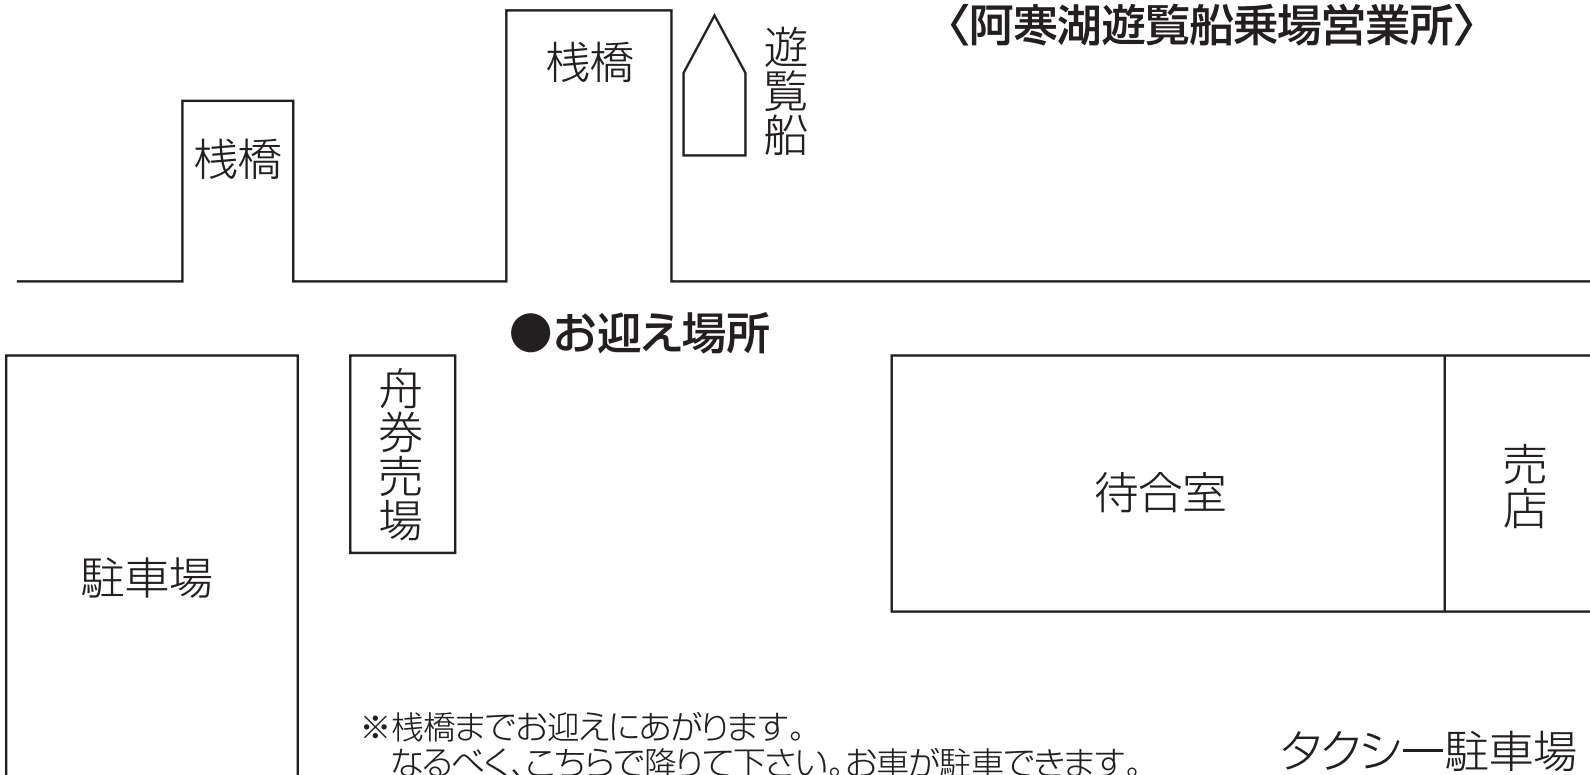 〈阿寒湖遊覧船乗場営業所〉
桟橋
遊覧船
桟橋
●お迎え場所
舟券売場
駐車場
待合室
売店
※桟橋までお迎えにあがります。
なるべく、こちらで降りて下さい。お車が駐車できます。
タクシー駐車場